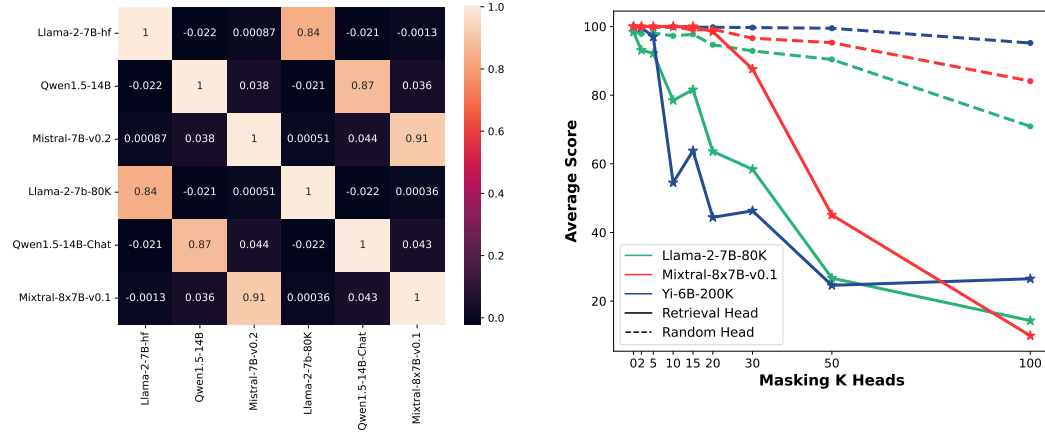 Llama-2-7B-hf
1 -0.022 0.00087 0.84 -0.021 -0.0013
Qwen1.5-14B
-0.022 1 0.038 -0.021 0.87 0.036
Mistral-7B-v0.2
0.00087 0.038 1 0.00051 0.044 0.91
Llama-2-7b-80K
0.84 -0.021 0.00051 1 -0.022 0.00036
Qwen1.5-14B-Chat
-0.021 0.87 0.044 -0.022 1 0.043
Mixtral-8x7B-v0.1
-0.0013 0.036 0.91 0.00036 0.043 1
Llama-2-7B-hf
Qwen1.5-14B
Mistral-7B-v0.2
Llama-2-7b-80K
Qwen1.5-14B-Chat
Mixtral-8x7B-v0.1
1.0
0.8
0.6
0.4
0.2
0.0
Average Score
100
80
60
40
20
Llama-2-7B-80K
Mixtral-8x7B-v0.1
Yi-6B-200K
Retrieval Head
Random Head
0 2 5 10 15 20 30 50 100
Masking K Heads